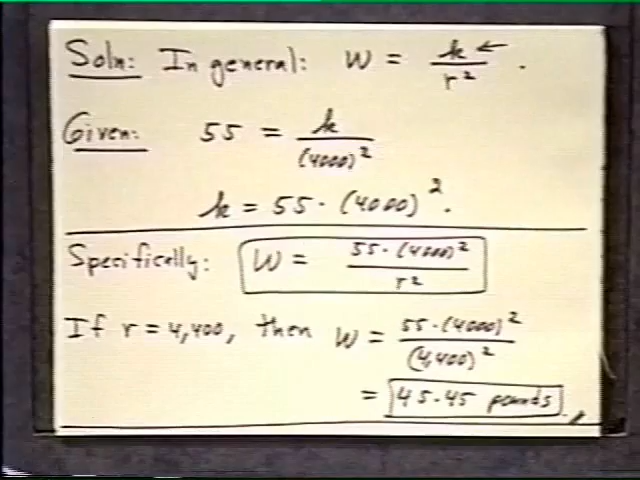 Soln: In general: W = k/r² ← .
Given: 55 = k/(4000)²
k = 55 · (4000)².
Specifically: W = 55·(4000)²/r²
If r = 4,400, then W = 55·(4000)²/(4,400)²
= 45.45 pounds.